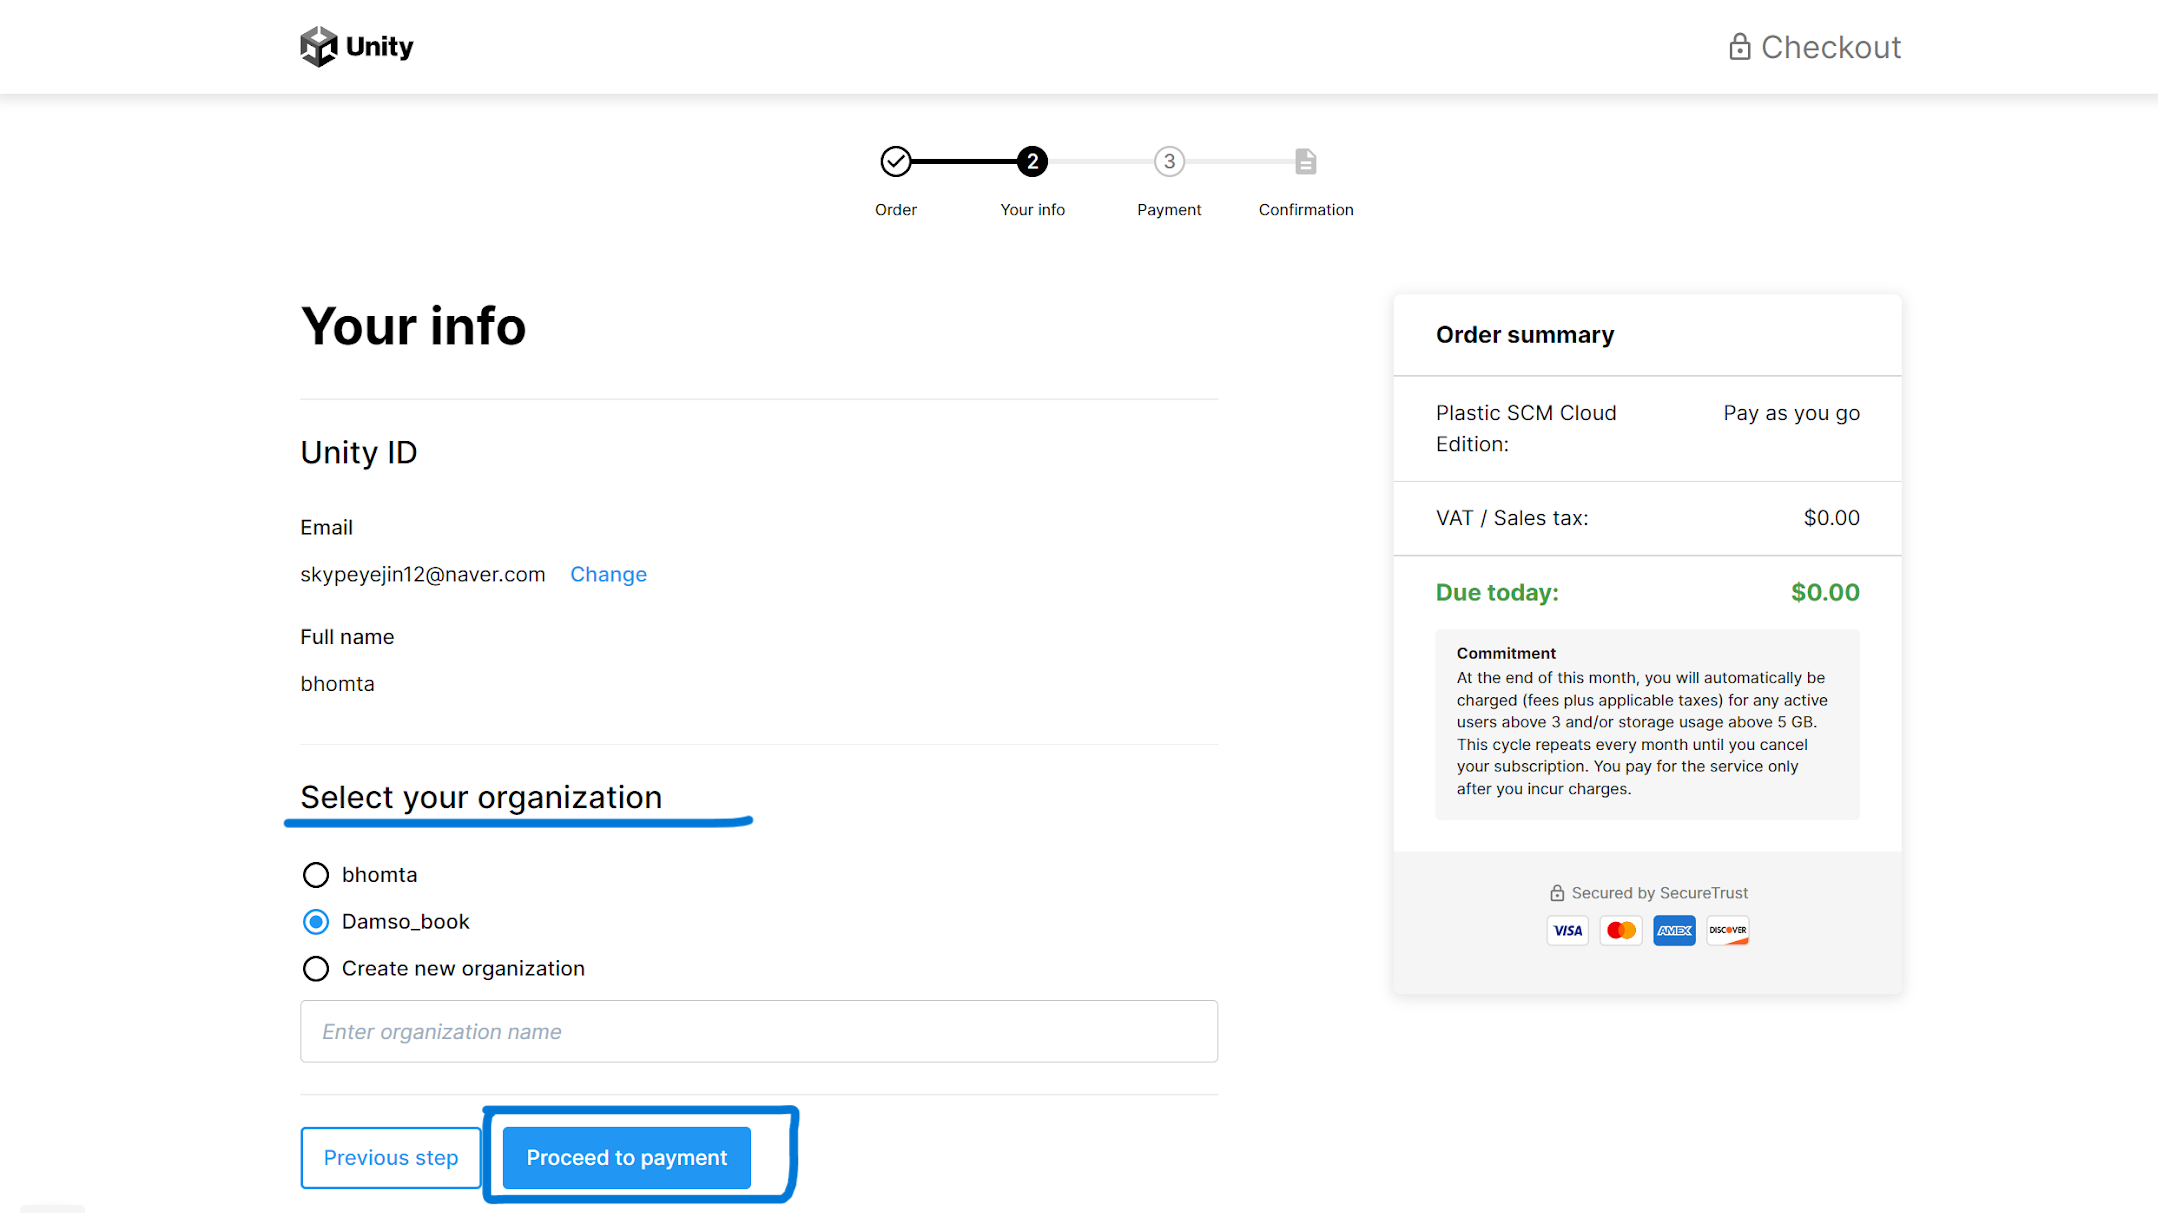 Unity
Checkout
2
3
Order
Your info
Payment
Confirmation
Your info
Unity ID
Email
skypeyejin12@naver.com Change
Full name
bhomta
Select your organization
bhomta
Damso_book
Create new organization
Enter organization name
Previous step
Proceed to payment
Order summary
Plastic SCM Cloud Edition: Pay as you go
VAT / Sales tax: $0.00
Due today: $0.00
Commitment
At the end of this month, you will automatically be
charged (fees plus applicable taxes) for any active
users above 3 and/or storage usage above 5 GB.
This cycle repeats every month until you cancel
your subscription. You pay for the service only
after you incur charges.
Secured by SecureTrust
VISA
AMEX
DISCOVER